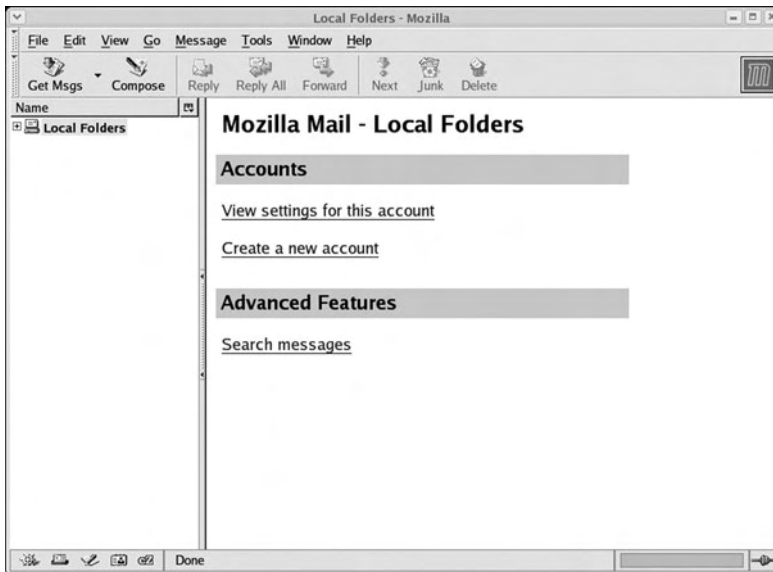 Local Folders - Mozilla
File Edit View Go Message Tools Window Help
Get Msgs Compose Reply Reply All Forward Next Junk Delete
Name
Local Folders
Mozilla Mail - Local Folders
Accounts
View settings for this account
Create a new account
Advanced Features
Search messages
Done